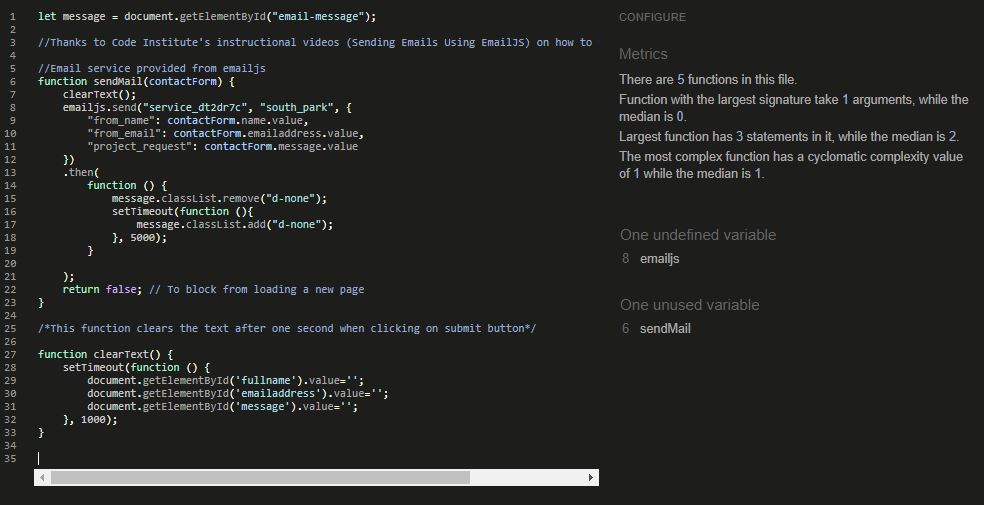 CONFIGURE
1 let message = document.getElementById("email-message");
2
3 //Thanks to Code Institute's instructional videos (Sending Emails Using EmailJS) on how to
4
5 //Email service provided from emailjs
6 function sendMail(contactForm) {
7 clearText();
8 emailjs.send("service_dt2dr7c", "south_park", {
9 "from_name": contactForm.name.value,
10 "from_email": contactForm.emailaddress.value,
11 "project_request": contactForm.message.value
12 })
13 .then(
14 function () {
15 message.classList.remove("d-none");
16 setTimeout(function (){
17 message.classList.add("d-none");
18 }, 5000);
19 }
20
21 );
22 return false; // To block from loading a new page
23 }
24
25 /*This function clears the text after one second when clicking on submit button*/
26
27 function clearText() {
28 setTimeout(function () {
29 document.getElementById('fullname').value='';
30 document.getElementById('emailaddress').value='';
31 document.getElementById('message').value='';
32 }, 1000);
33 }
34
35
Metrics
There are 5 functions in this file.
Function with the largest signature take 1 arguments, while the
median is 0.
Largest function has 3 statements in it, while the median is 2.
The most complex function has a cyclomatic complexity value
of 1 while the median is 1.
One undefined variable
8 emailjs
One unused variable
6 sendMail